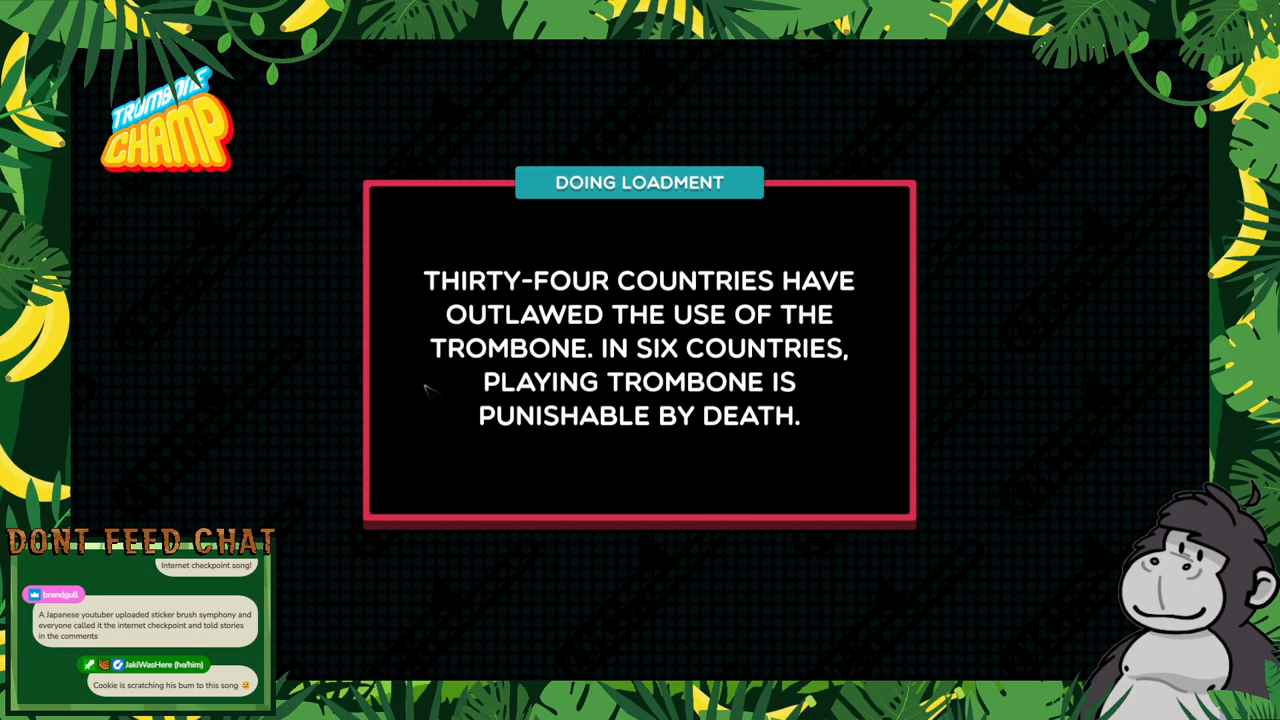 TROMBONE
CHAMP
DOING LOADMENT
THIRTY-FOUR COUNTRIES HAVE
OUTLAWED THE USE OF THE
TROMBONE. IN SIX COUNTRIES,
PLAYING TROMBONE IS
PUNISHABLE BY DEATH.
DONT FEED CHAT
Internet checkpoint song!
brendgull
A Japanese youtuber uploaded sticker brush symphony and
everyone called it the internet checkpoint and told stories
in the comments
JakiWasHere (he/him)
Cookie is scratching his bum to this song